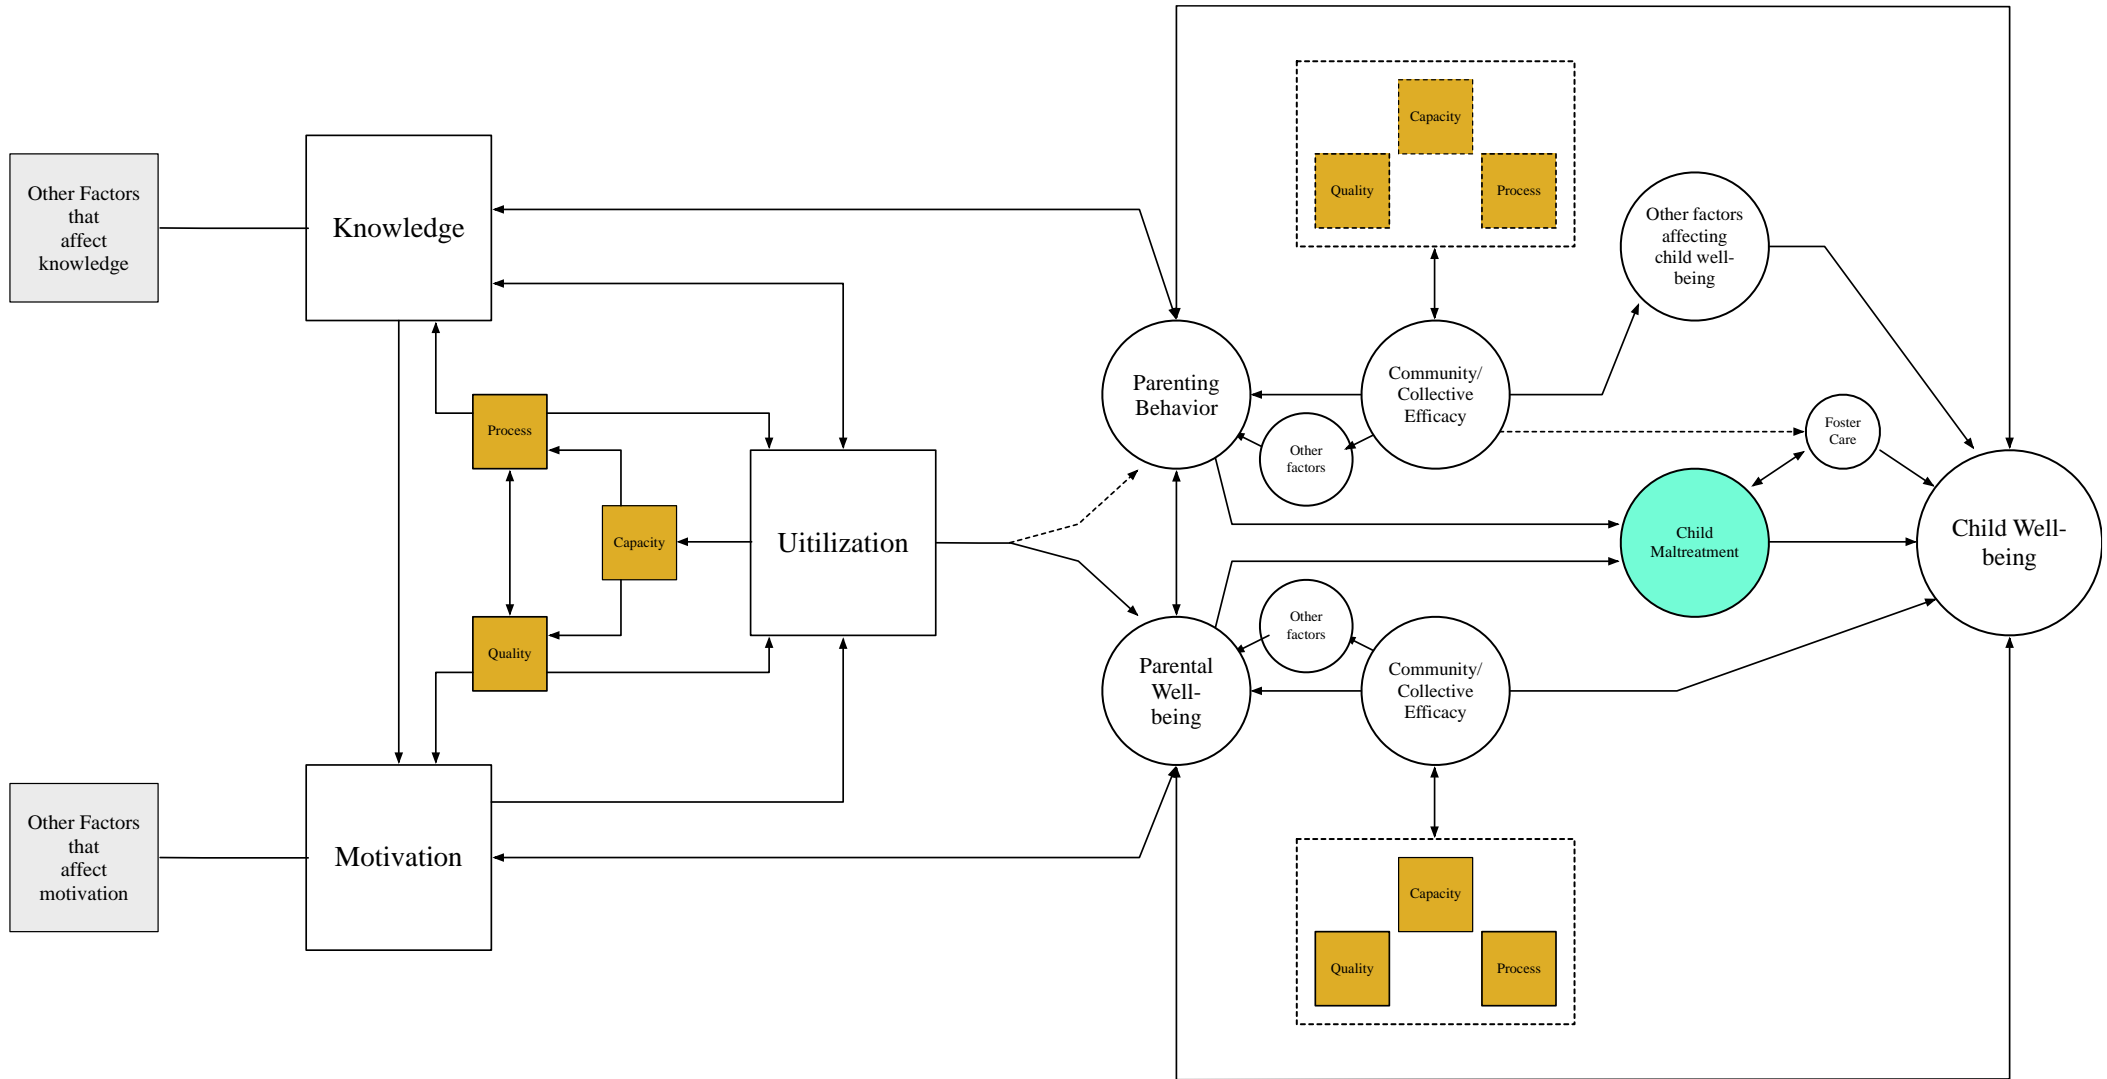 Other Factors
that
affect
knowledge
Knowledge
Process
Capacity
Quality
Uitilization
Other Factors
that
affect
motivation
Motivation
Capacity
Quality
Process
Parenting
Behavior
Community/
Collective
Efficacy
Other
factors
Other factors
affecting
child well-
being
Foster
Care
Child
Maltreatment
Child Well-
being
Other
factors
Parental
Well-
being
Community/
Collective
Efficacy
Capacity
Quality
Process